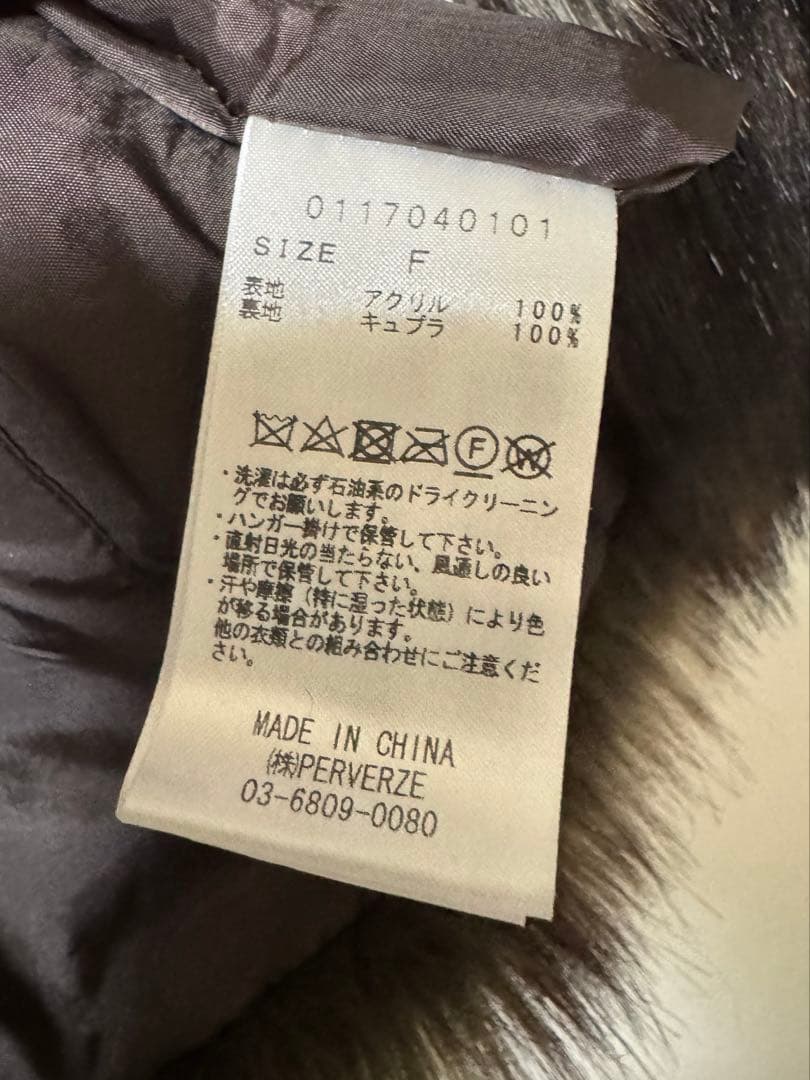 0117040101
SIZE F
表地 アクリル 100%
裏地 キュプラ 100%
F W
・洗濯は必ず石油系のドライクリーニン
グでお願いします。
・ハンガー掛けで保管して下さい。
・直射日光の当たらない、風通しの良い
場所で保管して下さい。
・汗や摩擦（特に湿った状態）により色
が移る場合があります。
他の衣類との組み合わせにご注意くだ
さい。
MADE IN CHINA
㈱PERVERZE
03-6809-0080